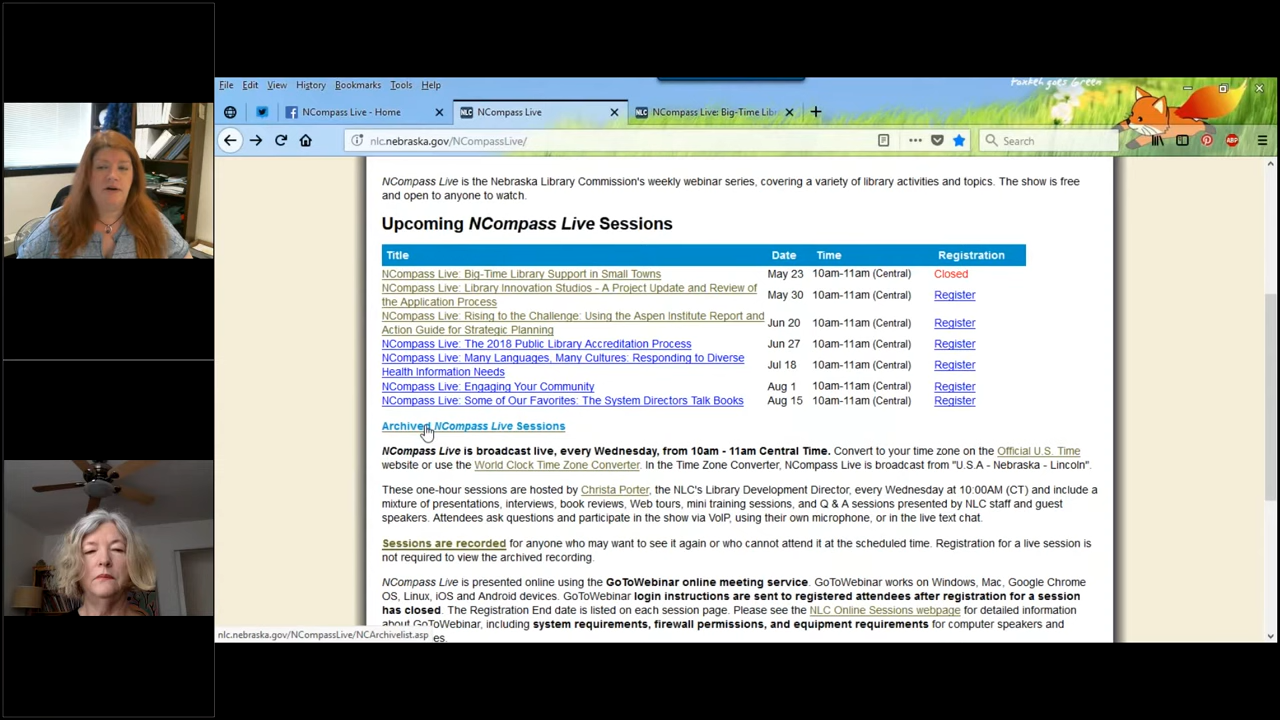 Foxkeh goes Green
File Edit View History Bookmarks Tools Help
NCompass Live - Home
NLC NCompass Live
NLC NCompass Live: Big-Time Lib
nlc.nebraska.gov/NCompassLive/
Search
ABP
NCompass Live is the Nebraska Library Commission's weekly webinar series, covering a variety of library activities and topics. The show is free
and open to anyone to watch.
Upcoming NCompass Live Sessions
Title Date Time Registration
NCompass Live: Big-Time Library Support in Small Towns May 23 10am-11am (Central) Closed
NCompass Live: Library Innovation Studios - A Project Update and Review of
the Application Process May 30 10am-11am (Central) Register
NCompass Live: Rising to the Challenge: Using the Aspen Institute Report and
Action Guide for Strategic Planning Jun 20 10am-11am (Central) Register
NCompass Live: The 2018 Public Library Accreditation Process Jun 27 10am-11am (Central) Register
NCompass Live: Many Languages, Many Cultures: Responding to Diverse
Health Information Needs Jul 18 10am-11am (Central) Register
NCompass Live: Engaging Your Community Aug 1 10am-11am (Central) Register
NCompass Live: Some of Our Favorites: The System Directors Talk Books Aug 15 10am-11am (Central) Register
Archived NCompass Live Sessions
NCompass Live is broadcast live, every Wednesday, from 10am - 11am Central Time. Convert to your time zone on the Official U.S. Time
website or use the World Clock Time Zone Converter. In the Time Zone Converter, NCompass Live is broadcast from "U.S.A - Nebraska - Lincoln".
These one-hour sessions are hosted by Christa Porter, the NLC's Library Development Director, every Wednesday at 10:00AM (CT) and include a
mixture of presentations, interviews, book reviews, Web tours, mini training sessions, and Q & A sessions presented by NLC staff and guest
speakers. Attendees ask questions and participate in the show via VoIP, using their own microphone, or in the live text chat.
Sessions are recorded for anyone who may want to see it again or who cannot attend it at the scheduled time. Registration for a live session is
not required to view the archived recording.
NCompass Live is presented online using the GoToWebinar online meeting service. GoToWebinar works on Windows, Mac, Google Chrome
OS, Linux, iOS and Android devices. GoToWebinar login instructions are sent to registered attendees after registration for a session
has closed. The Registration End date is listed on each session page. Please see the NLC Online Sessions webpage for detailed information
about GoToWebinar, including system requirements, firewall permissions, and equipment requirements for computer speakers and
es.
nlc.nebraska.gov/NCompassLive/NCArchivelist.asp